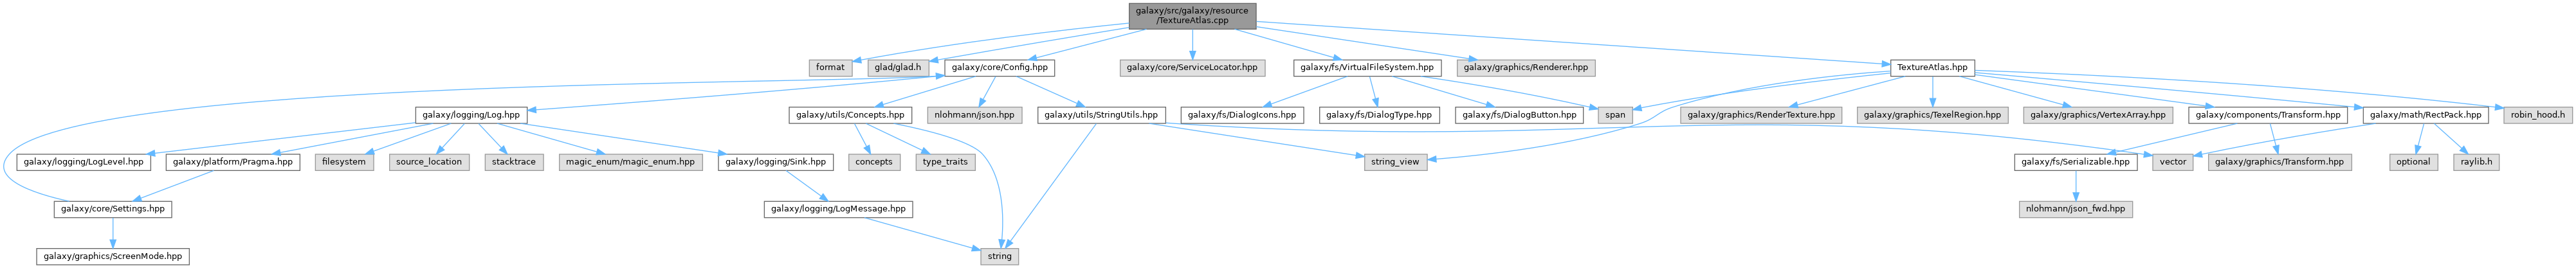 galaxy/src/galaxy/resource
/TextureAtlas.cpp
format
glad/glad.h
galaxy/core/Config.hpp
galaxy/core/ServiceLocator.hpp
galaxy/fs/VirtualFileSystem.hpp
galaxy/graphics/Renderer.hpp
TextureAtlas.hpp
galaxy/logging/Log.hpp
galaxy/utils/Concepts.hpp
nlohmann/json.hpp
galaxy/utils/StringUtils.hpp
galaxy/fs/DialogIcons.hpp
galaxy/fs/DialogType.hpp
galaxy/fs/DialogButton.hpp
span
galaxy/graphics/RenderTexture.hpp
galaxy/graphics/TexelRegion.hpp
galaxy/graphics/VertexArray.hpp
galaxy/components/Transform.hpp
galaxy/math/RectPack.hpp
robin_hood.h
galaxy/logging/LogLevel.hpp
galaxy/platform/Pragma.hpp
filesystem
source_location
stacktrace
magic_enum/magic_enum.hpp
galaxy/logging/Sink.hpp
concepts
type_traits
string_view
galaxy/fs/Serializable.hpp
vector
galaxy/graphics/Transform.hpp
optional
raylib.h
galaxy/core/Settings.hpp
galaxy/logging/LogMessage.hpp
nlohmann/json_fwd.hpp
galaxy/graphics/ScreenMode.hpp
string